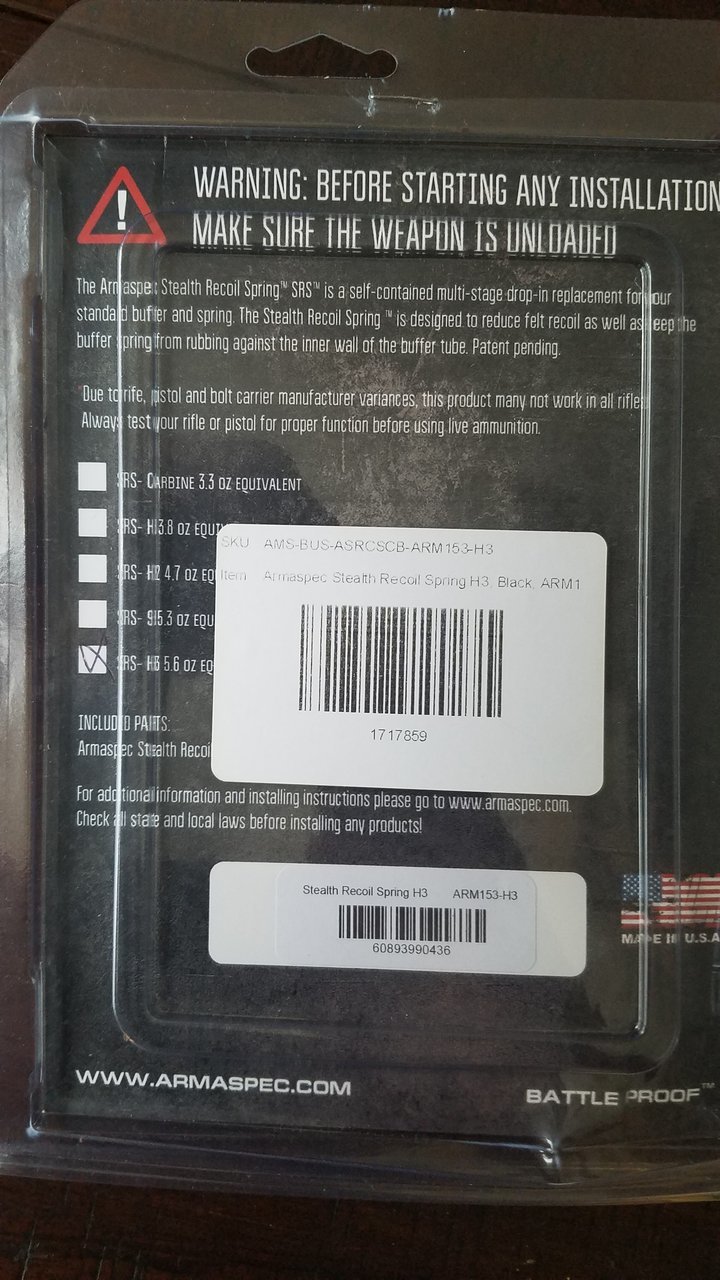 WARNING: BEFORE STARTING ANY INSTALLATION
MAKE SURE THE WEAPON IS UNLOADED
The Armaspec Stealth Recoil Spring™ SRS™ is a self-contained multi-stage drop-in replacement for your
standard buffer and spring. The Stealth Recoil Spring ™ is designed to reduce felt recoil as well as keep the
buffer spring from rubbing against the inner wall of the buffer tube. Patent pending.
*Due to rife, pistol and bolt carrier manufacturer variances, this product many not work in all rifles
Always test your rifle or pistol for proper function before using live ammunition.
SRS- CARBINE 3.3 OZ EQUIVALENT
SRS- H 3.8 OZ
SRS- H2 4.7 OZ
SRS- 9 5.3 OZ
SRS- H3 5.6 OZ
SKU AMS-BUS-ASRCSCB-ARM153-H3
Item Armaspec Stealth Recoil Spring H3, Black, ARM1
1717859
INCLUDED PARTS:
Armaspec Stealth Recoil
For additional information and installing instructions please go to www.armaspec.com.
Check all state and local laws before installing any products!
Stealth Recoil Spring H3 ARM153-H3
60893990436
MADE IN U.S.A
WWW.ARMASPEC.COM
BATTLE PROOF™